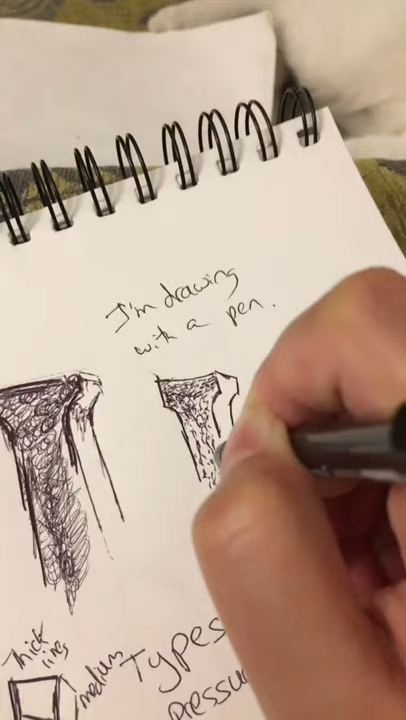 I'm drawing
with a pen.
Thick
lines
medium
Types
pressu